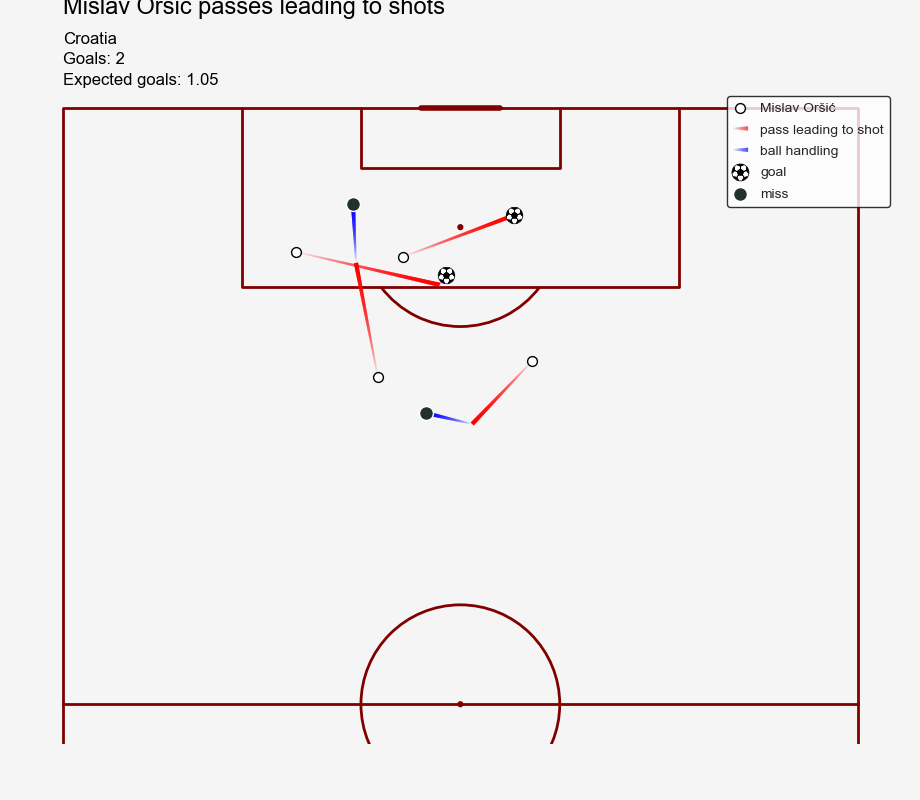 Mislav Oršić passes leading to shots
Croatia
Goals: 2
Expected goals: 1.05
Mislav Oršić
pass leading to shot
ball handling
goal
miss